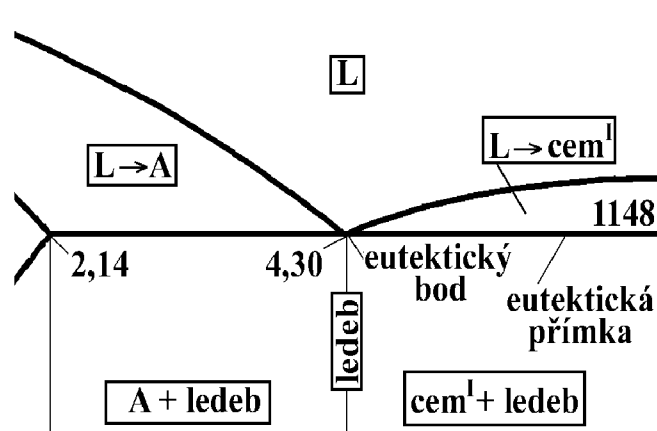 L
L→A
L→cemᴵ
1148
2,14
4,30
eutektický
bod
eutektická
přímka
ledeb
A + ledeb
cemᴵ + ledeb